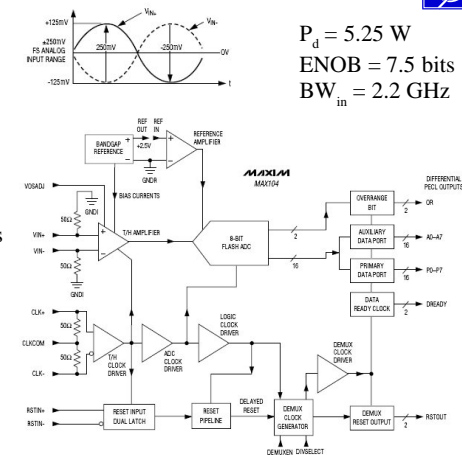 +125mV
VIN+
VIN-
±250mV
FS ANALOG
INPUT RANGE
250mV
-250mV
0V
-125mV
t
Pd = 5.25 W
ENOB = 7.5 bits
BWin = 2.2 GHz
REF OUT
REF IN
REFERENCE AMPLIFIER
BANDGAP REFERENCE
+2.5V
GNDR
MAXIM
MAX104
DIFFERENTIAL PECL OUTPUTS
BIAS CURRENTS
VOSADJ
GNDI
50Ω
VIN+
T/H AMPLIFIER
VIN-
50Ω
GNDI
8-BIT FLASH ADC
2
16
16
OVERRANGE BIT
2
OR
AUXILIARY DATA PORT
16
A0–A7
PRIMARY DATA PORT
16
P0–P7
DATA READY CLOCK
2
DREADY
CLK+
50Ω
CLKCOM
50Ω
CLK-
T/H CLOCK DRIVER
ADC CLOCK DRIVER
LOGIC CLOCK DRIVER
DEMUX CLOCK DRIVER
RSTIN+
RSTIN-
RESET INPUT DUAL LATCH
RESET PIPELINE
DELAYED RESET
DEMUX CLOCK GENERATOR
DEMUX RESET OUTPUT
2
RSTOUT
DEMUXEN
DIVSELECT